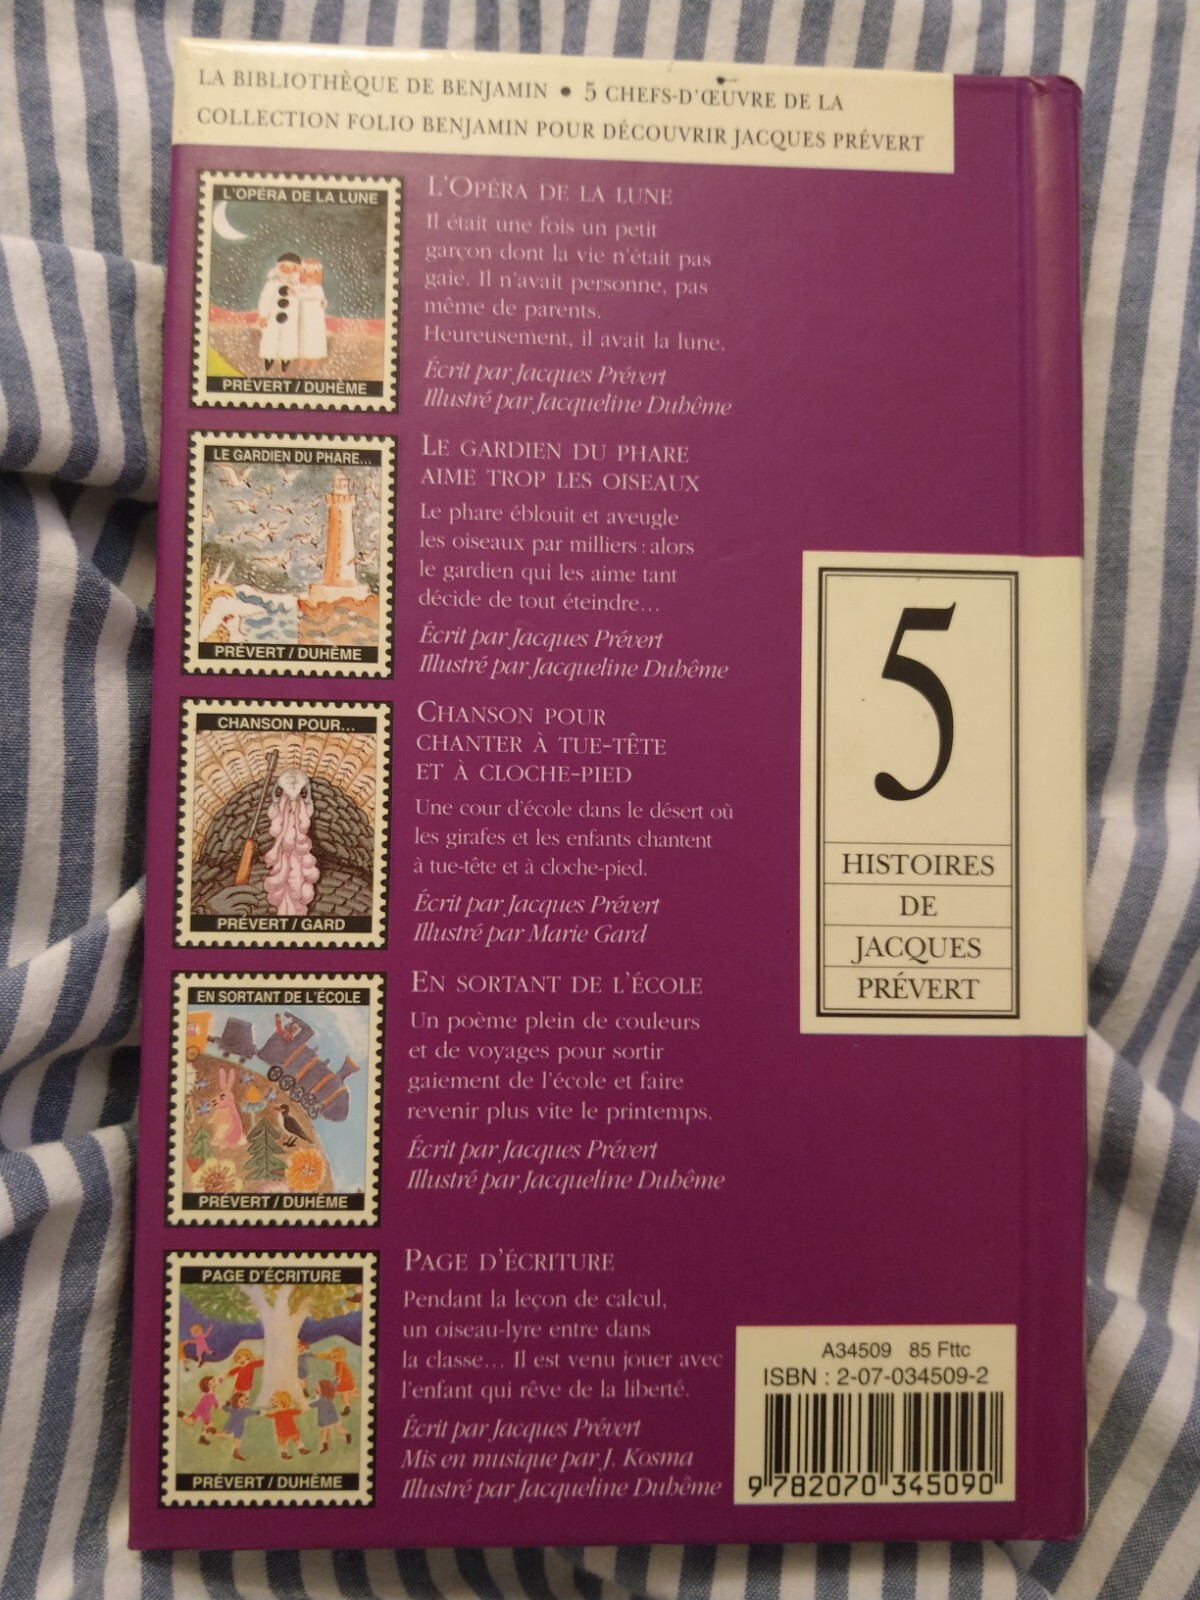 LA BIBLIOTHÈQUE DE BENJAMIN • 5 CHEFS-D'ŒUVRE DE LA
COLLECTION FOLIO BENJAMIN POUR DÉCOUVRIR JACQUES PRÉVERT
L'OPÉRA DE LA LUNE
PRÉVERT / DUHÊME
L'OPÉRA DE LA LUNE
Il était une fois un petit
garçon dont la vie n'était pas
gaie. Il n'avait personne, pas
même de parents.
Heureusement, il avait la lune.
Écrit par Jacques Prévert
Illustré par Jacqueline Duhême
LE GARDIEN DU PHARE...
PRÉVERT / DUHÊME
LE GARDIEN DU PHARE
AIME TROP LES OISEAUX
Le phare éblouit et aveugle
les oiseaux par milliers : alors
le gardien qui les aime tant
décide de tout éteindre...
Écrit par Jacques Prévert
Illustré par Jacqueline Duhême
CHANSON POUR...
PRÉVERT / GARD
CHANSON POUR
CHANTER À TUE-TÊTE
ET À CLOCHE-PIED
Une cour d'école dans le désert où
les girafes et les enfants chantent
à tue-tête et à cloche-pied.
Écrit par Jacques Prévert
Illustré par Marie Gard
EN SORTANT DE L'ÉCOLE
PRÉVERT / DUHÊME
EN SORTANT DE L'ÉCOLE
Un poème plein de couleurs
et de voyages pour sortir
gaiement de l'école et faire
revenir plus vite le printemps.
Écrit par Jacques Prévert
Illustré par Jacqueline Duhême
PAGE D'ÉCRITURE
PRÉVERT / DUHÊME
PAGE D'ÉCRITURE
Pendant la leçon de calcul,
un oiseau-lyre entre dans
la classe... Il est venu jouer avec
l'enfant qui rêve de la liberté.
Écrit par Jacques Prévert
Mis en musique par J. Kosma
Illustré par Jacqueline Duhême
5
HISTOIRES
DE
JACQUES
PRÉVERT
A34509 85 Fttc
ISBN : 2-07-034509-2
9 782070 345090